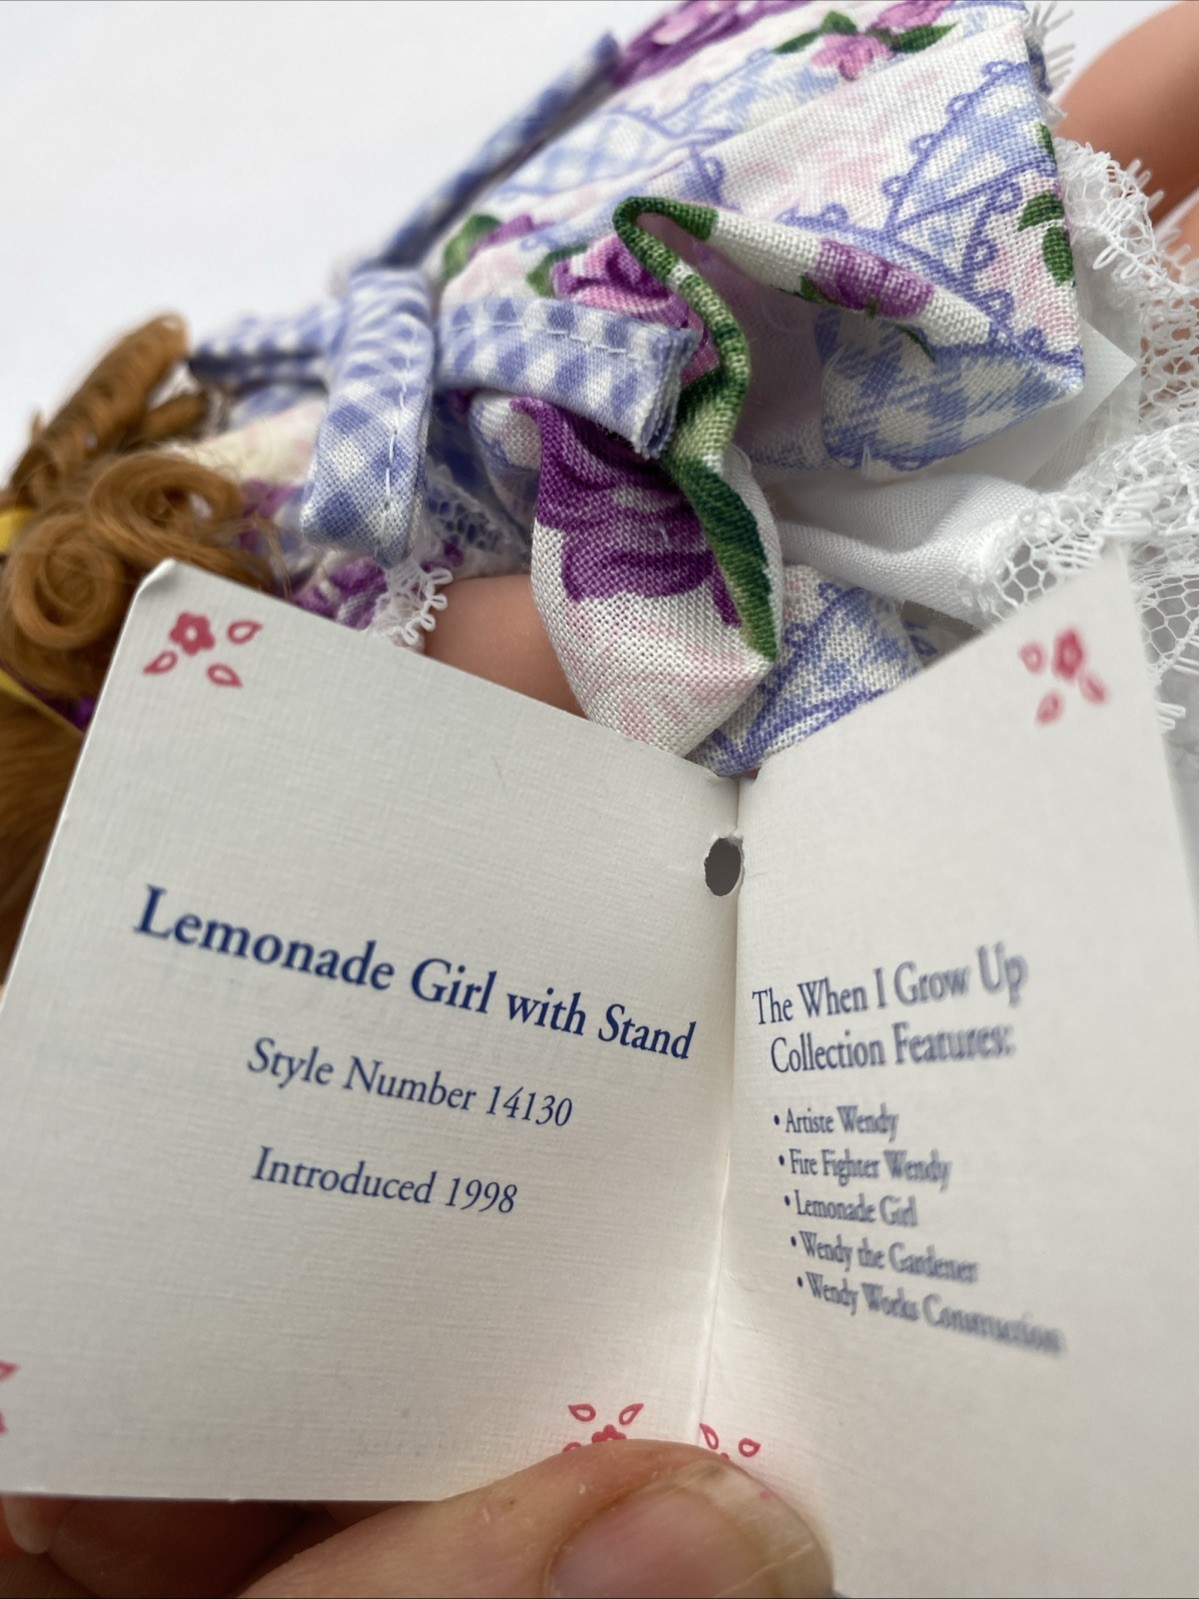 Lemonade Girl with Stand
Style Number 14130
Introduced 1998
The When I Grow Up
Collection Features:
• Artiste Wendy
• Fire Fighter Wendy
• Lemonade Girl
• Wendy the Gardener
• Wendy Works Construction